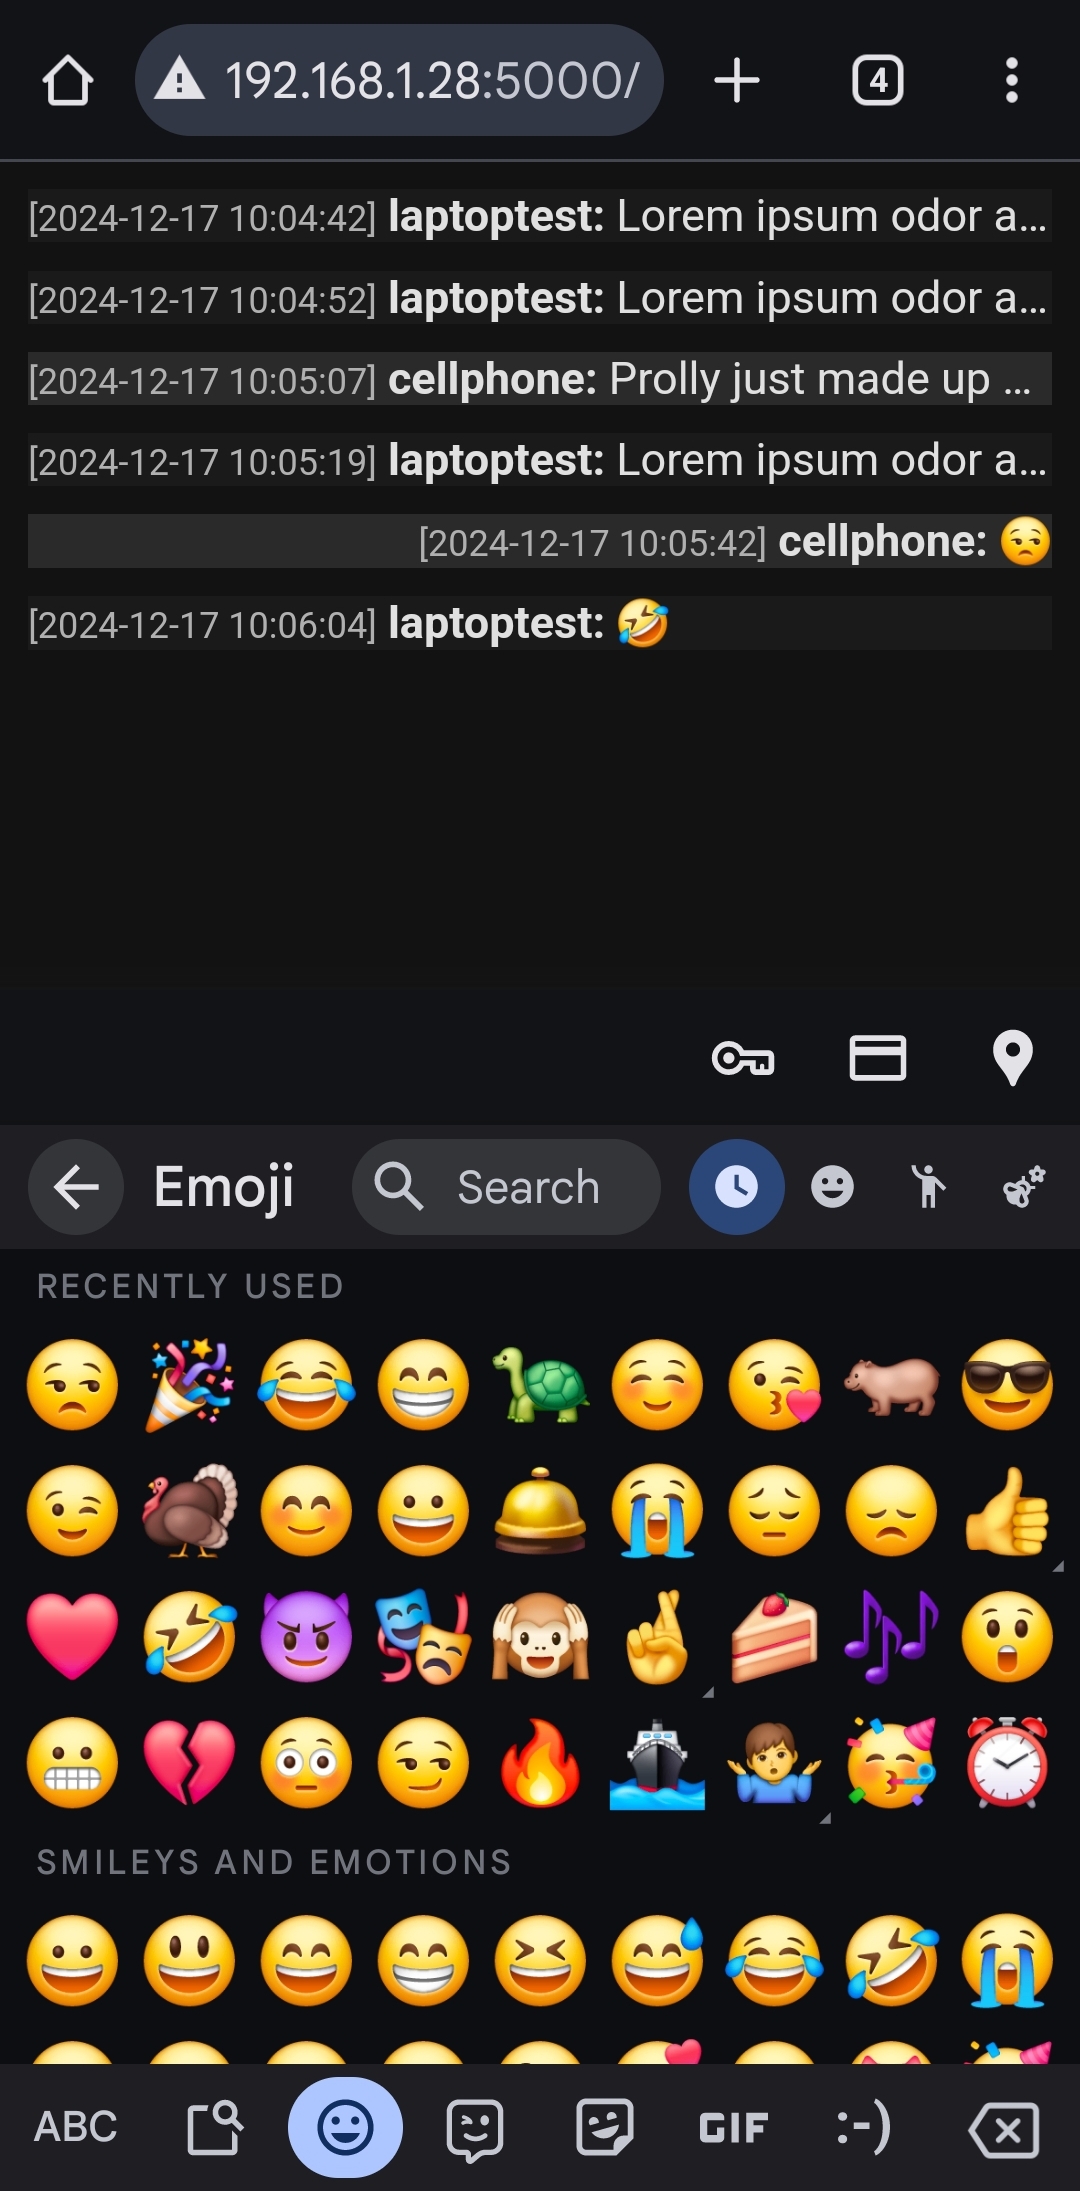 192.168.1.28:5000/
4
[2024-12-17 10:04:42] laptoptest: Lorem ipsum odor a...
[2024-12-17 10:04:52] laptoptest: Lorem ipsum odor a...
[2024-12-17 10:05:07] cellphone: Prolly just made up ...
[2024-12-17 10:05:19] laptoptest: Lorem ipsum odor a...
[2024-12-17 10:05:42] cellphone: 😒
[2024-12-17 10:06:04] laptoptest: 🤣
Emoji
Search
RECENTLY USED
SMILEYS AND EMOTIONS
ABC
GIF
:-)